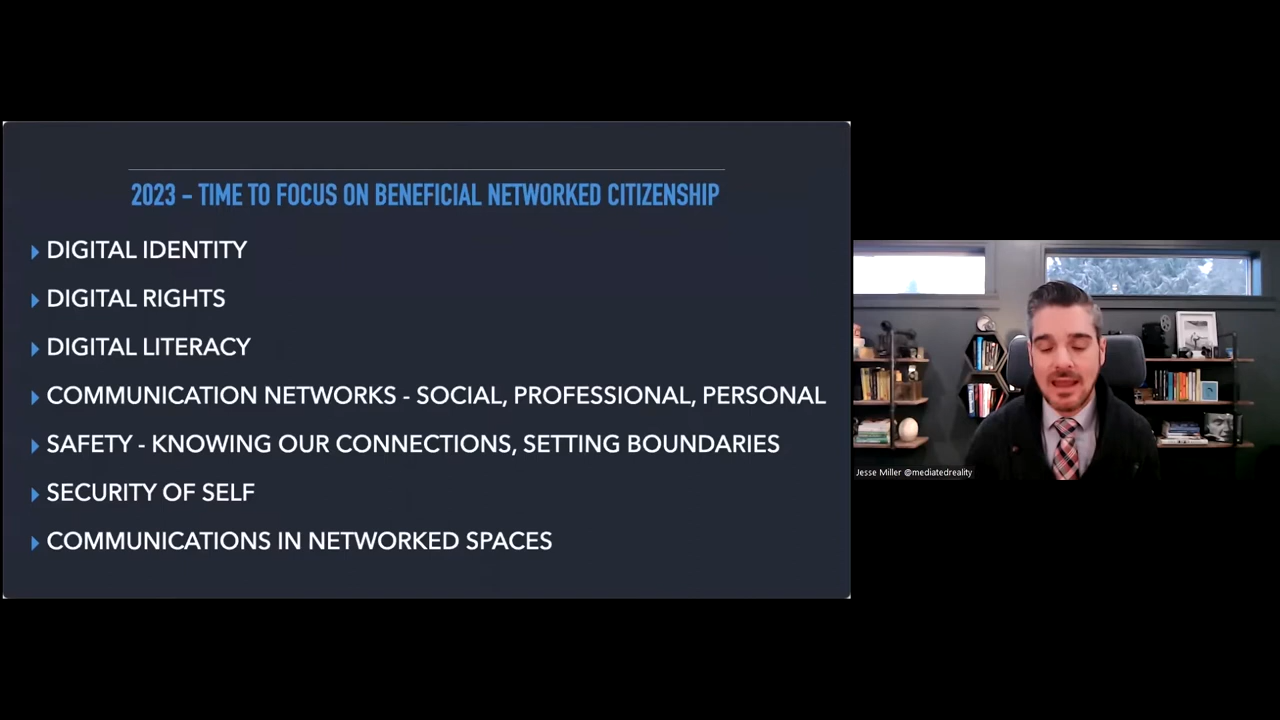 2023 – TIME TO FOCUS ON BENEFICIAL NETWORKED CITIZENSHIP
DIGITAL IDENTITY
DIGITAL RIGHTS
DIGITAL LITERACY
COMMUNICATION NETWORKS - SOCIAL, PROFESSIONAL, PERSONAL
SAFETY - KNOWING OUR CONNECTIONS, SETTING BOUNDARIES
SECURITY OF SELF
COMMUNICATIONS IN NETWORKED SPACES
Jesse Miller @mediatedreality